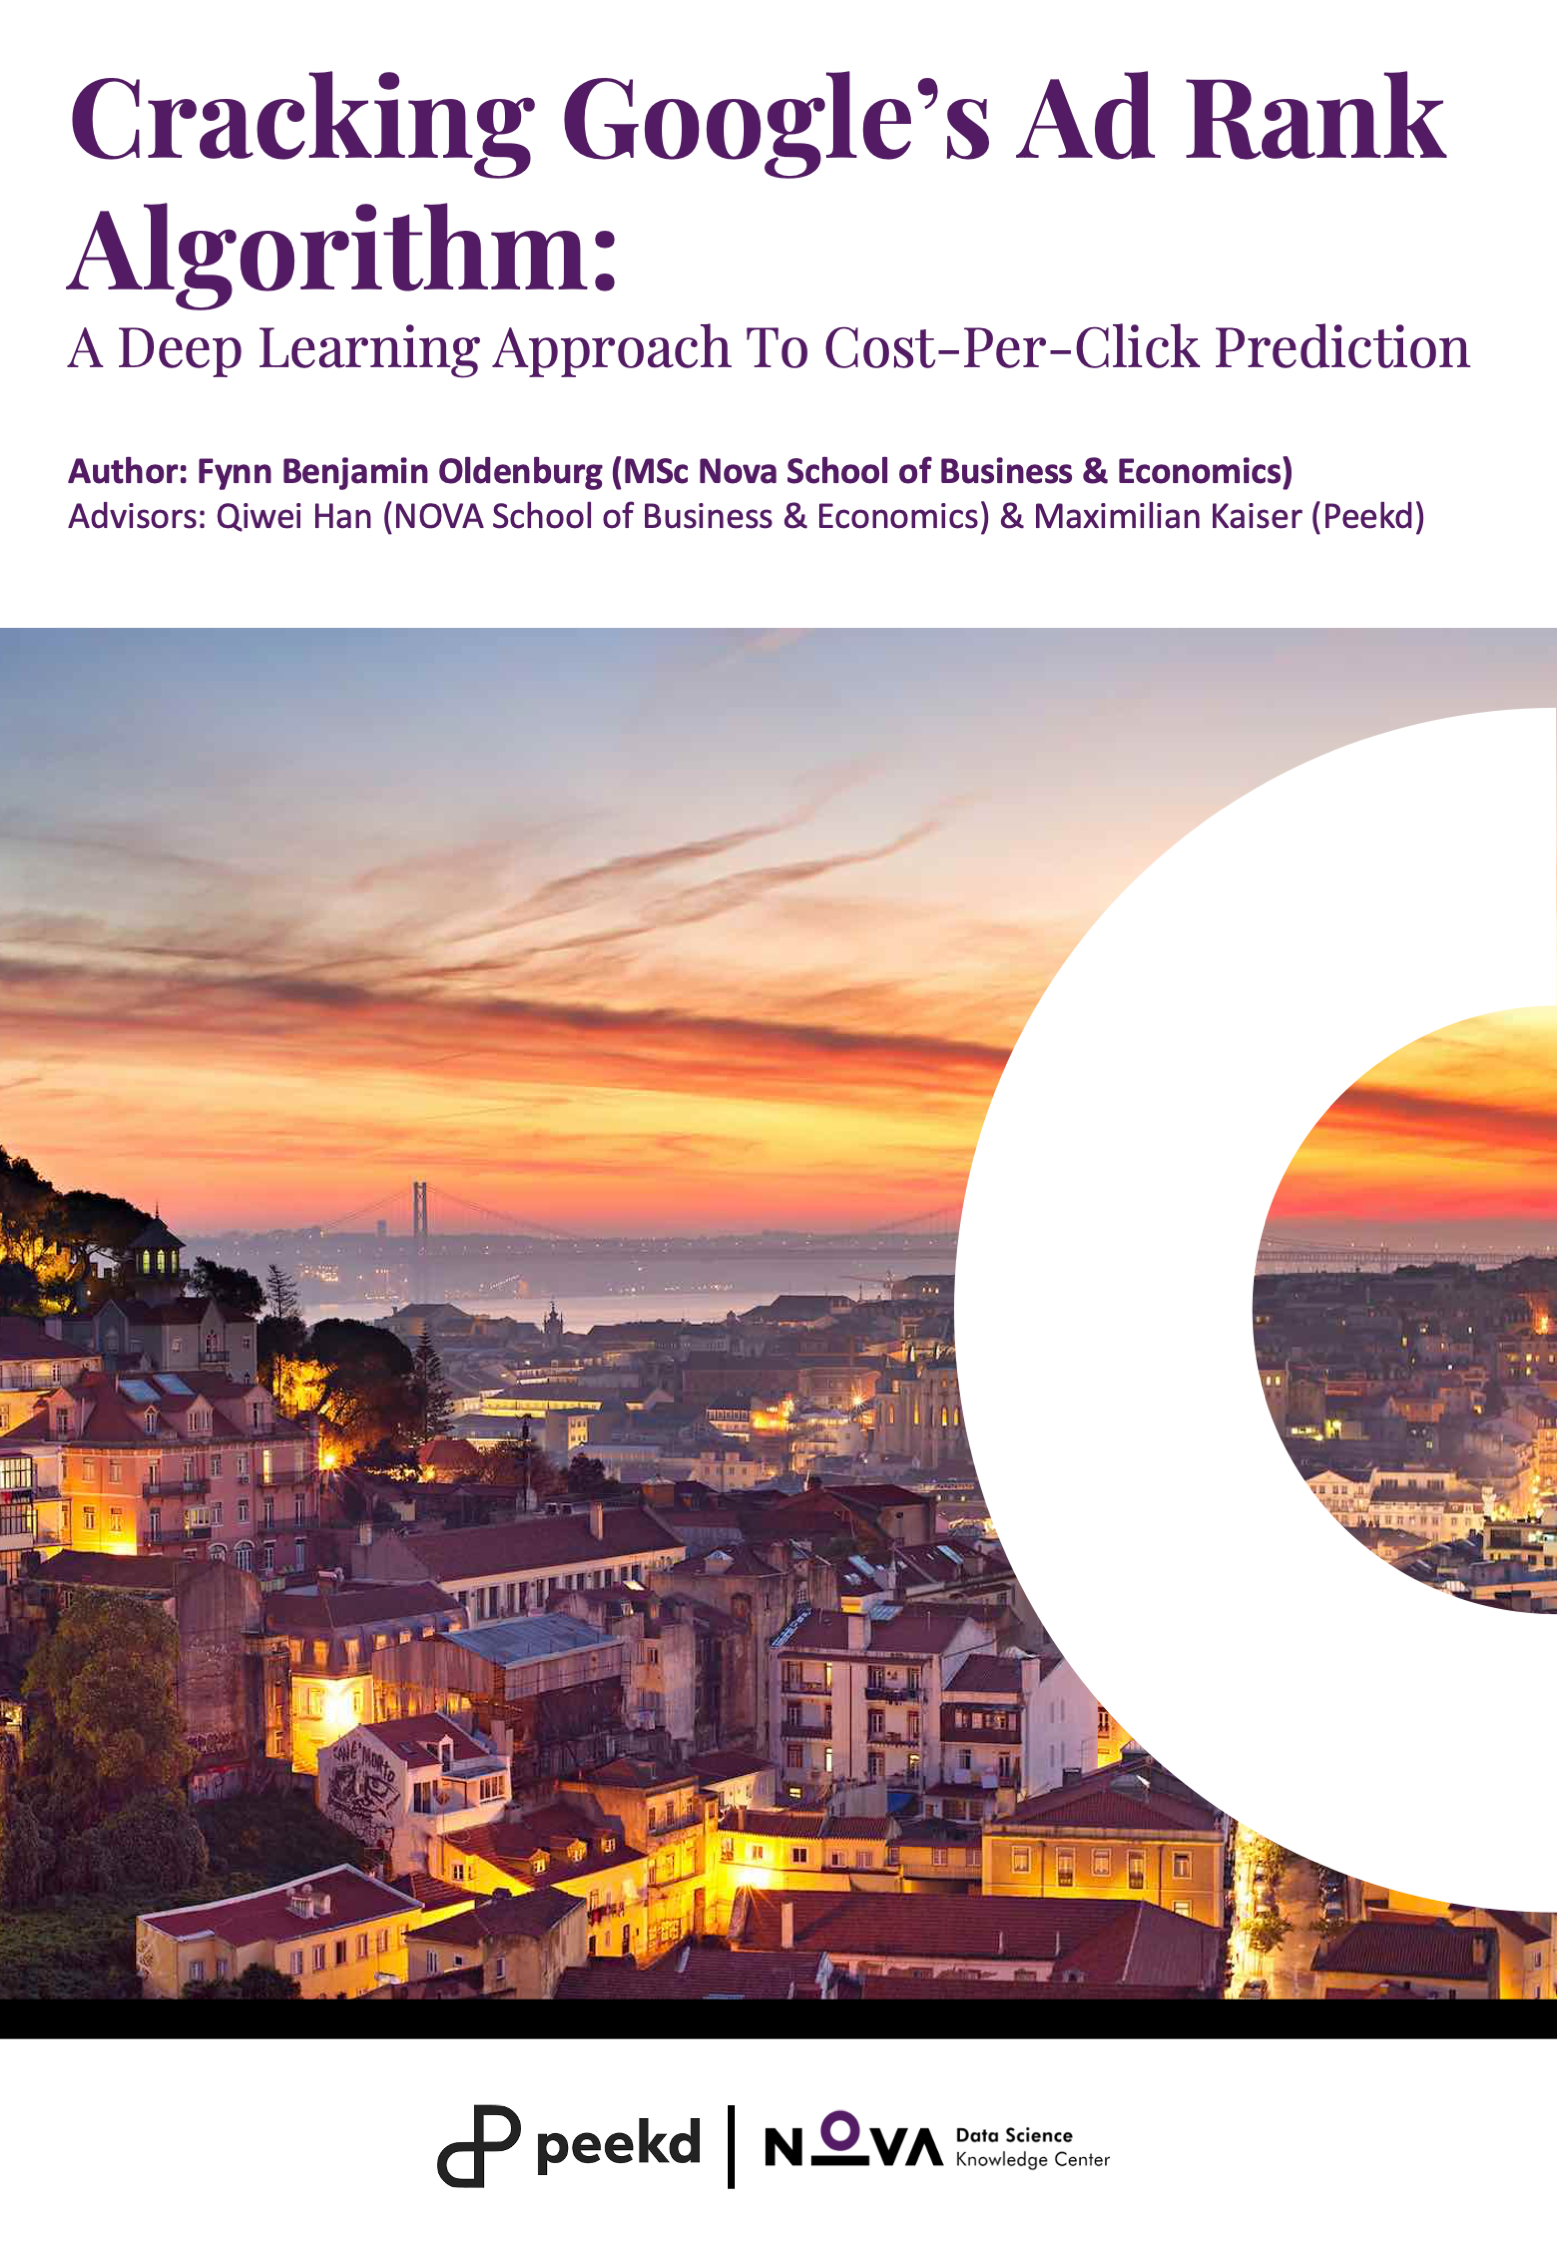 Cracking Google’s Ad Rank
Algorithm:
A Deep Learning Approach To Cost-Per-Click Prediction
Author: Fynn Benjamin Oldenburg (MSc Nova School of Business & Economics)
Advisors: Qiwei Han (NOVA School of Business & Economics) & Maximilian Kaiser (Peekd)
CANE MORTO
peekd
NOVA
Data Science
Knowledge Center